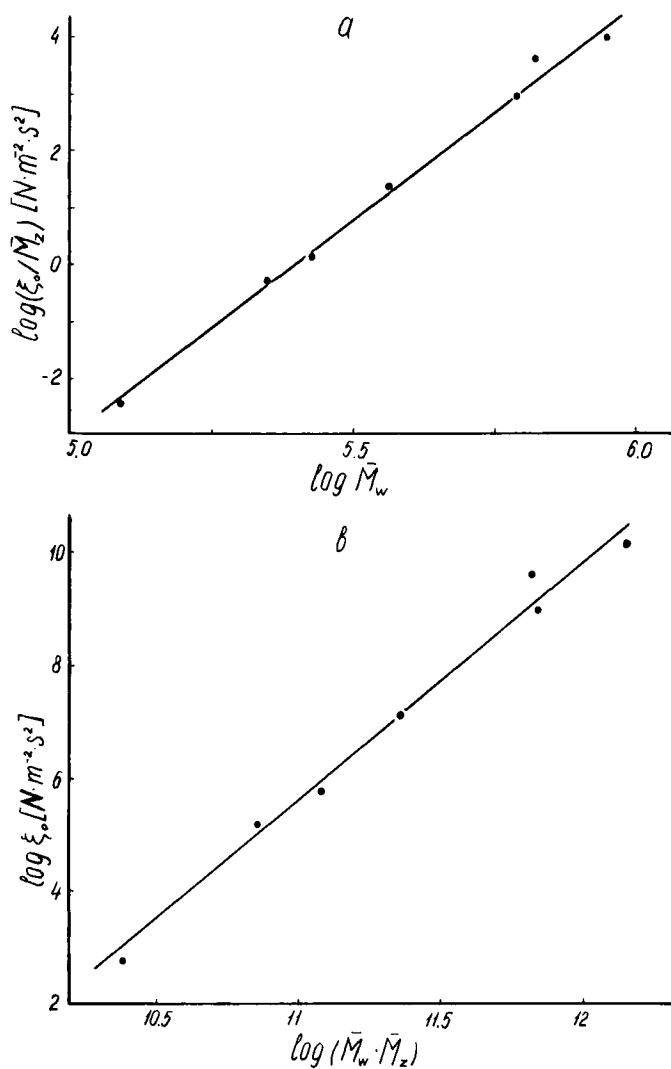 a
4
2
0
-2
log(ξ₀/M̄z) [N·m⁻²·s²]
5.0 5.5 6.0
log M̄w
в
10
8
6
4
2
log ξ₀ [N·m⁻²·s²]
10.5 11 11.5 12
log (M̄w·M̄z)